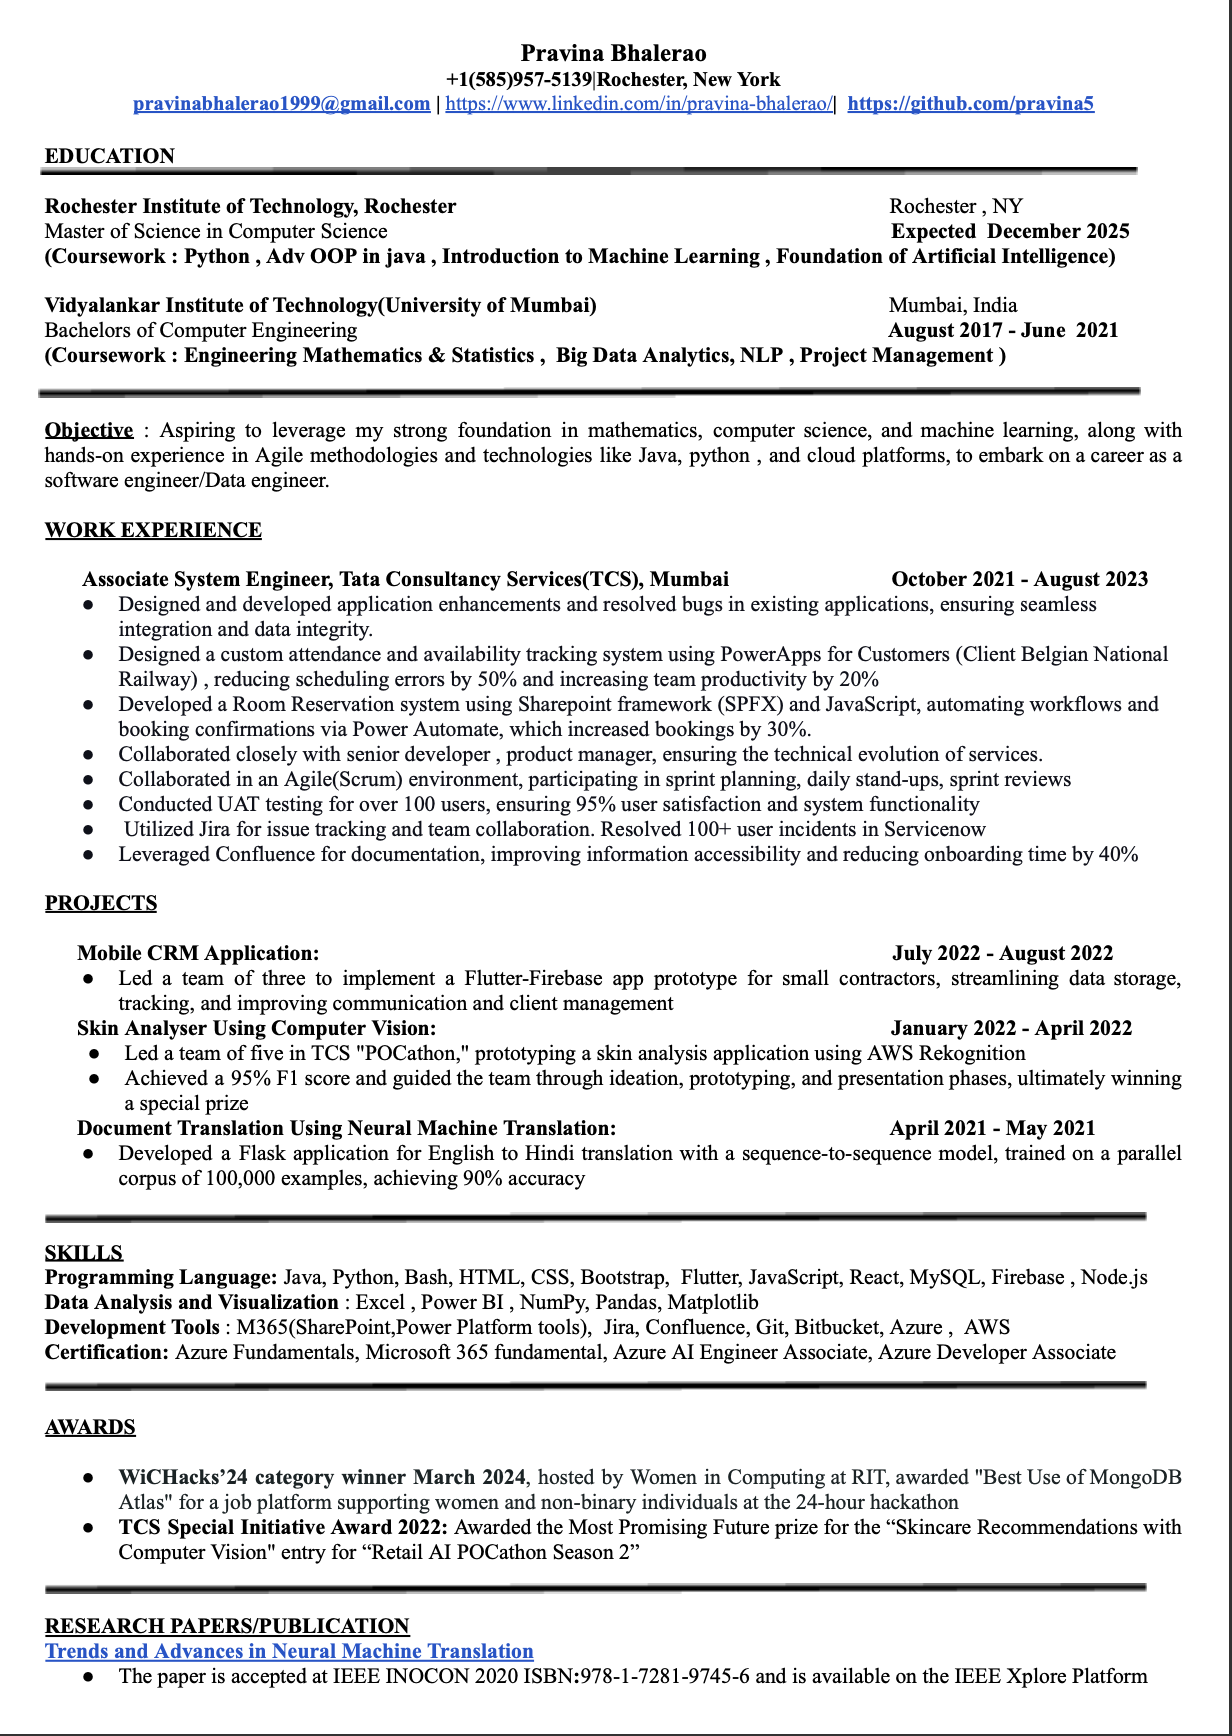 Pravina Bhalerao
+1(585)957-5139|Rochester, New York
pravinabhalerao1999@gmail.com | https://www.linkedin.com/in/pravina-bhalerao/| https://github.com/pravina5
EDUCATION
Rochester Institute of Technology, Rochester Rochester , NY
Master of Science in Computer Science Expected December 2025
(Coursework : Python , Adv OOP in java , Introduction to Machine Learning , Foundation of Artificial Intelligence)
Vidyalankar Institute of Technology(University of Mumbai) Mumbai, India
Bachelors of Computer Engineering August 2017 - June 2021
(Coursework : Engineering Mathematics & Statistics , Big Data Analytics, NLP , Project Management )
Objective : Aspiring to leverage my strong foundation in mathematics, computer science, and machine learning, along with
hands-on experience in Agile methodologies and technologies like Java, python , and cloud platforms, to embark on a career as a
software engineer/Data engineer.
WORK EXPERIENCE
Associate System Engineer, Tata Consultancy Services(TCS), Mumbai October 2021 - August 2023
● Designed and developed application enhancements and resolved bugs in existing applications, ensuring seamless
integration and data integrity.
● Designed a custom attendance and availability tracking system using PowerApps for Customers (Client Belgian National
Railway) , reducing scheduling errors by 50% and increasing team productivity by 20%
● Developed a Room Reservation system using Sharepoint framework (SPFX) and JavaScript, automating workflows and
booking confirmations via Power Automate, which increased bookings by 30%.
● Collaborated closely with senior developer , product manager, ensuring the technical evolution of services.
● Collaborated in an Agile(Scrum) environment, participating in sprint planning, daily stand-ups, sprint reviews
● Conducted UAT testing for over 100 users, ensuring 95% user satisfaction and system functionality
● Utilized Jira for issue tracking and team collaboration. Resolved 100+ user incidents in Servicenow
● Leveraged Confluence for documentation, improving information accessibility and reducing onboarding time by 40%
PROJECTS
Mobile CRM Application: July 2022 - August 2022
● Led a team of three to implement a Flutter-Firebase app prototype for small contractors, streamlining data storage,
tracking, and improving communication and client management
Skin Analyser Using Computer Vision: January 2022 - April 2022
● Led a team of five in TCS "POCathon," prototyping a skin analysis application using AWS Rekognition
● Achieved a 95% F1 score and guided the team through ideation, prototyping, and presentation phases, ultimately winning
a special prize
Document Translation Using Neural Machine Translation: April 2021 - May 2021
● Developed a Flask application for English to Hindi translation with a sequence-to-sequence model, trained on a parallel
corpus of 100,000 examples, achieving 90% accuracy
SKILLS
Programming Language: Java, Python, Bash, HTML, CSS, Bootstrap, Flutter, JavaScript, React, MySQL, Firebase , Node.js
Data Analysis and Visualization : Excel , Power BI , NumPy, Pandas, Matplotlib
Development Tools : M365(SharePoint,Power Platform tools), Jira, Confluence, Git, Bitbucket, Azure , AWS
Certification: Azure Fundamentals, Microsoft 365 fundamental, Azure AI Engineer Associate, Azure Developer Associate
AWARDS
● WiCHacks’24 category winner March 2024, hosted by Women in Computing at RIT, awarded "Best Use of MongoDB
Atlas" for a job platform supporting women and non-binary individuals at the 24-hour hackathon
● TCS Special Initiative Award 2022: Awarded the Most Promising Future prize for the “Skincare Recommendations with
Computer Vision" entry for “Retail AI POCathon Season 2”
RESEARCH PAPERS/PUBLICATION
Trends and Advances in Neural Machine Translation
● The paper is accepted at IEEE INOCON 2020 ISBN:978-1-7281-9745-6 and is available on the IEEE Xplore Platform